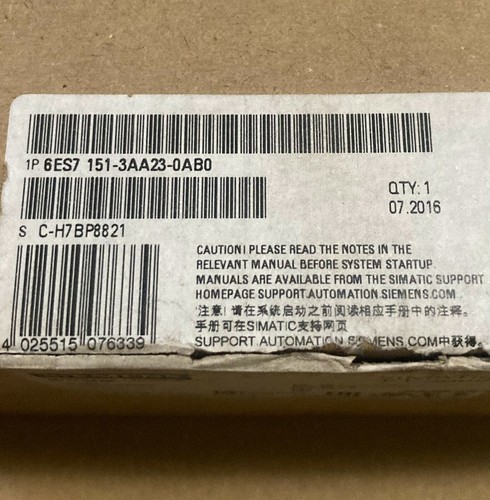 1P 6ES7 151-3AA23-0AB0
QTY: 1
07.2016
S C-H7BP8821
CAUTION! PLEASE READ THE NOTES IN THE
RELEVANT MANUAL BEFORE SYSTEM STARTUP.
MANUALS ARE AVAILABLE FROM THE SIMATIC SUPPORT
HOMEPAGE SUPPORT.AUTOMATION.SIEMENS.COM
注意! 请在系统启动之前阅读相应手册中的注释。
手册可在SIMATIC支持网页
SUPPORT.AUTOMATION.SIEMENS.COM中获得。
4 025515 076339